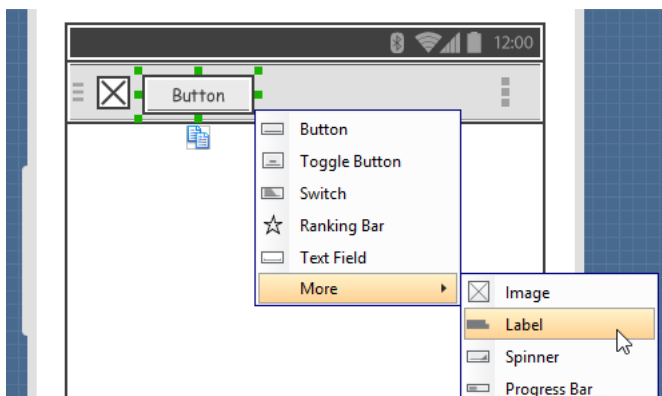 12:00
Button
Button
Toggle Button
Switch
Ranking Bar
Text Field
More
Image
Label
Spinner
Progress Bar